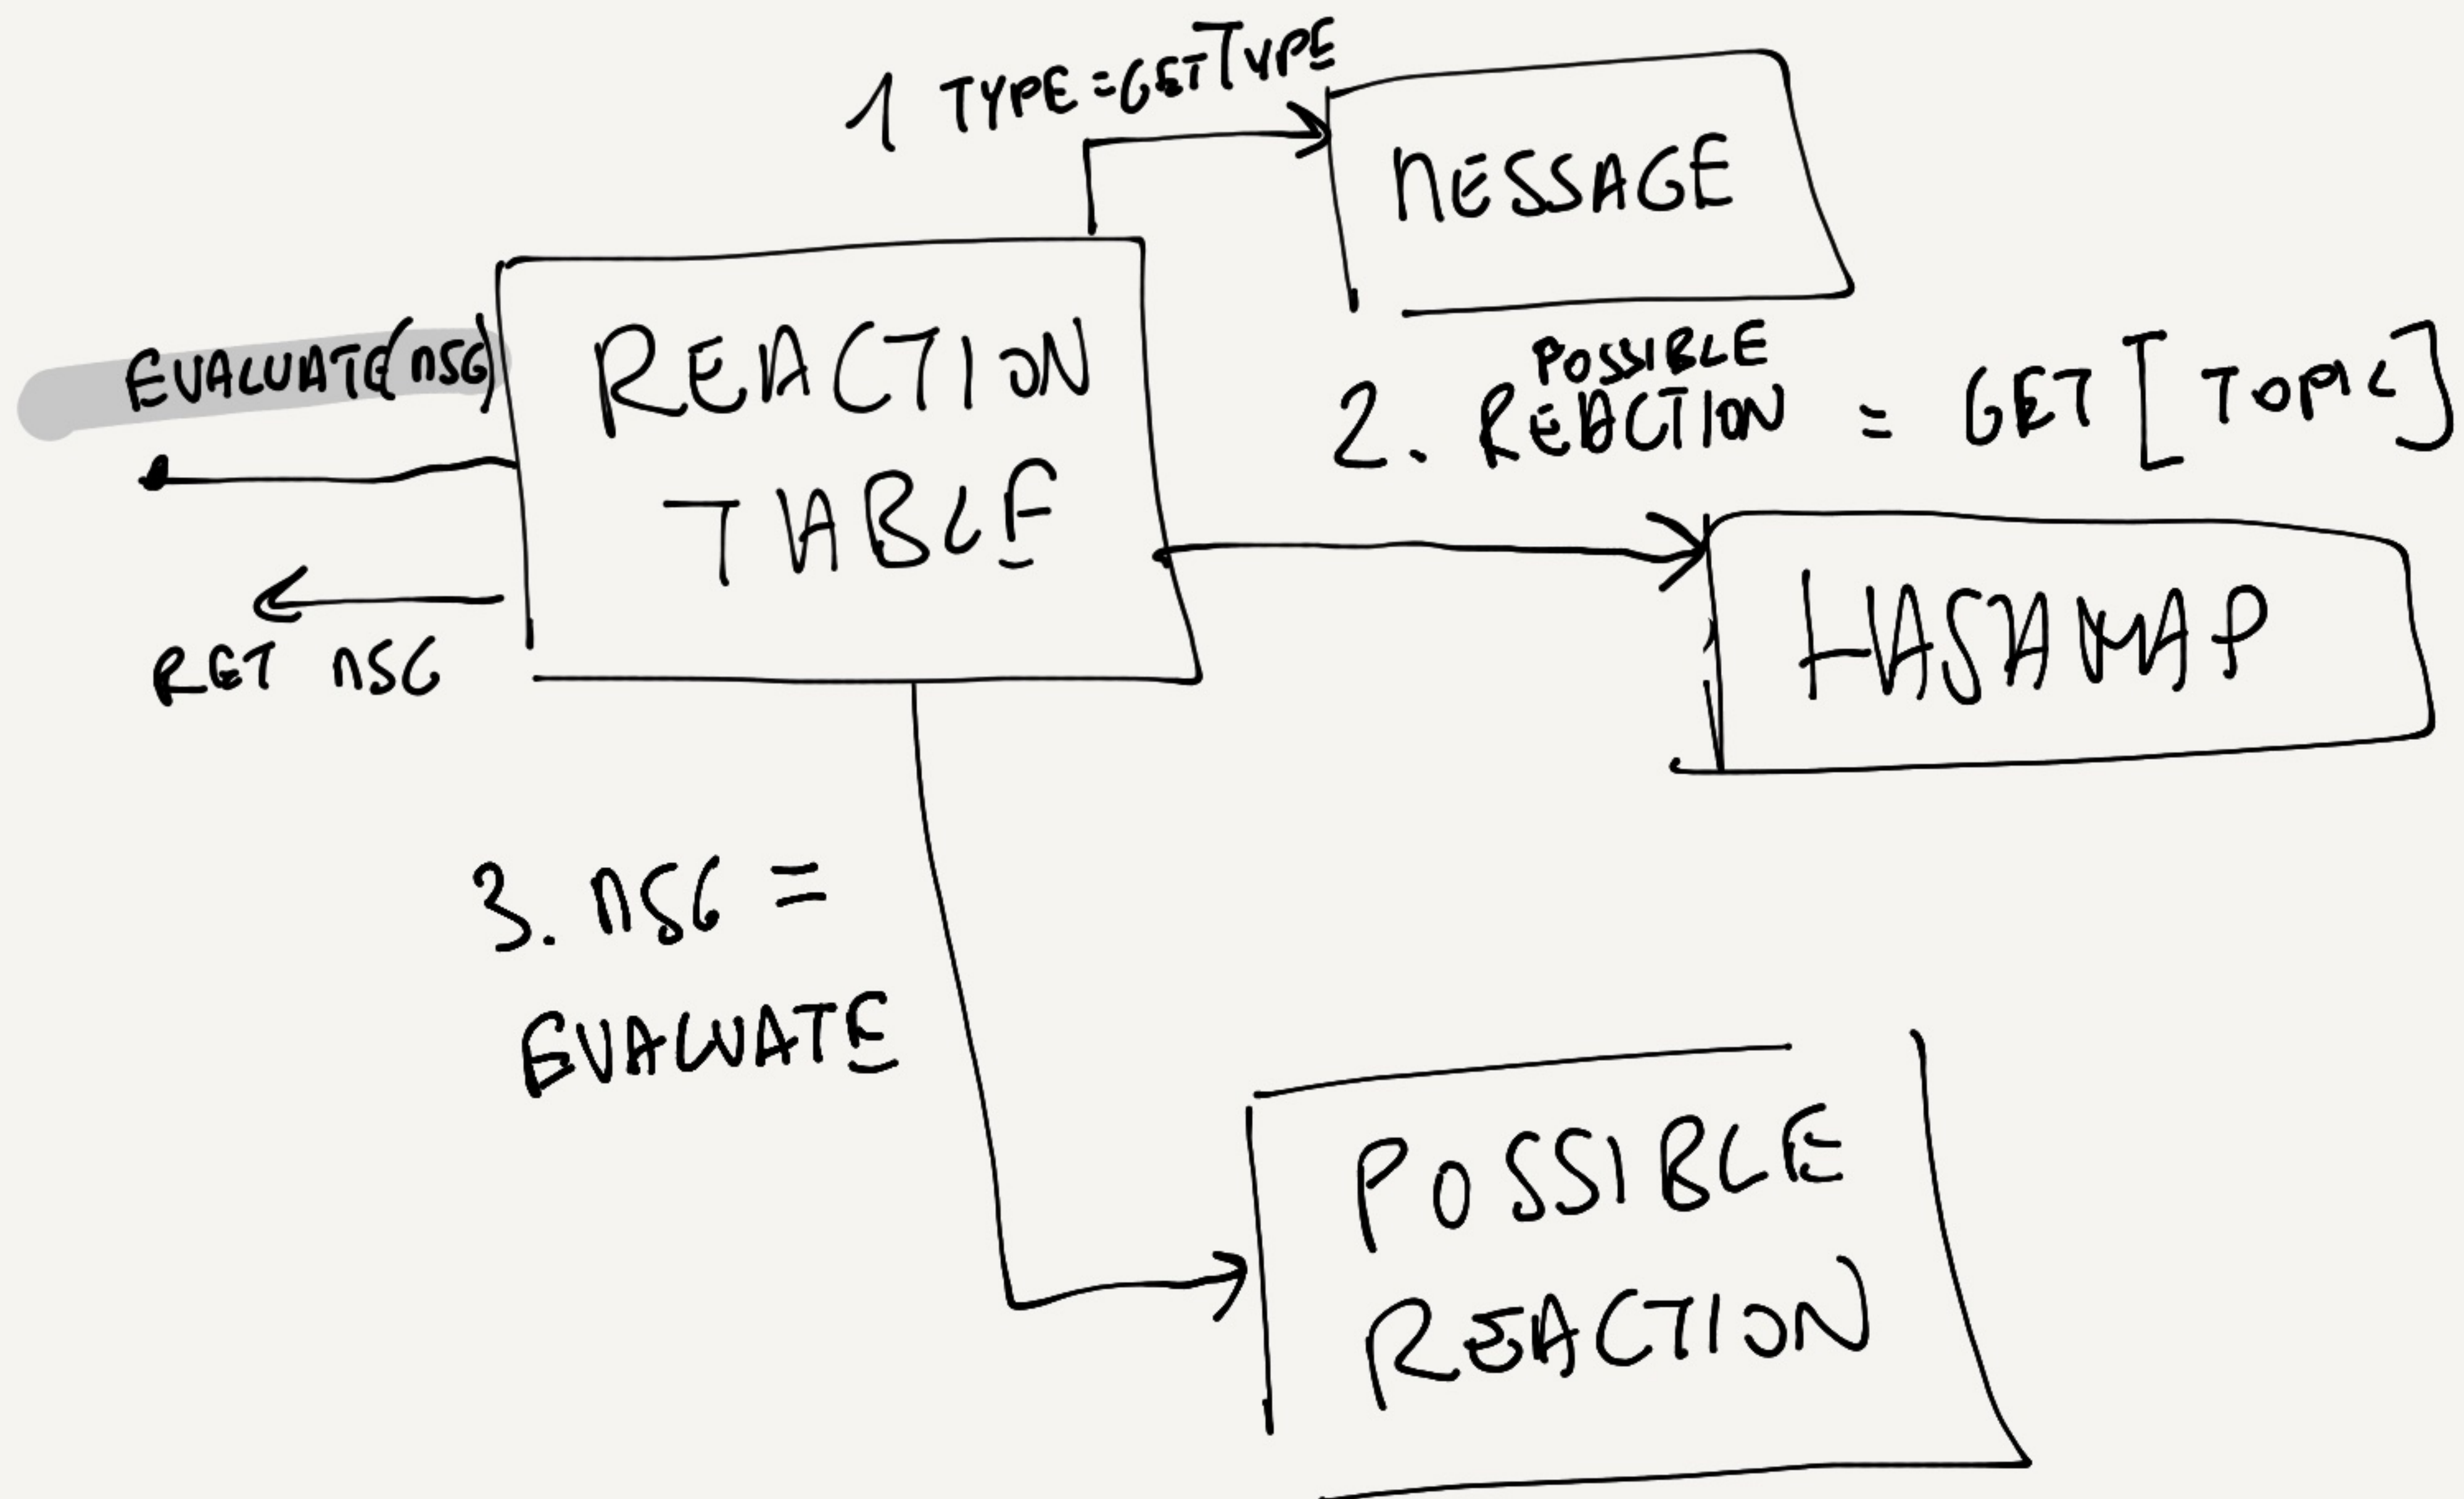 1 TYPE = GETTYPE
MESSAGE
EVALUATE(MSG)
REACTION
TABLE
RET MSG
2. POSSIBLE
REACTION = GET [TOPIC]
HASHMAP
3. MSG =
EVALUATE
POSSIBLE
REACTION